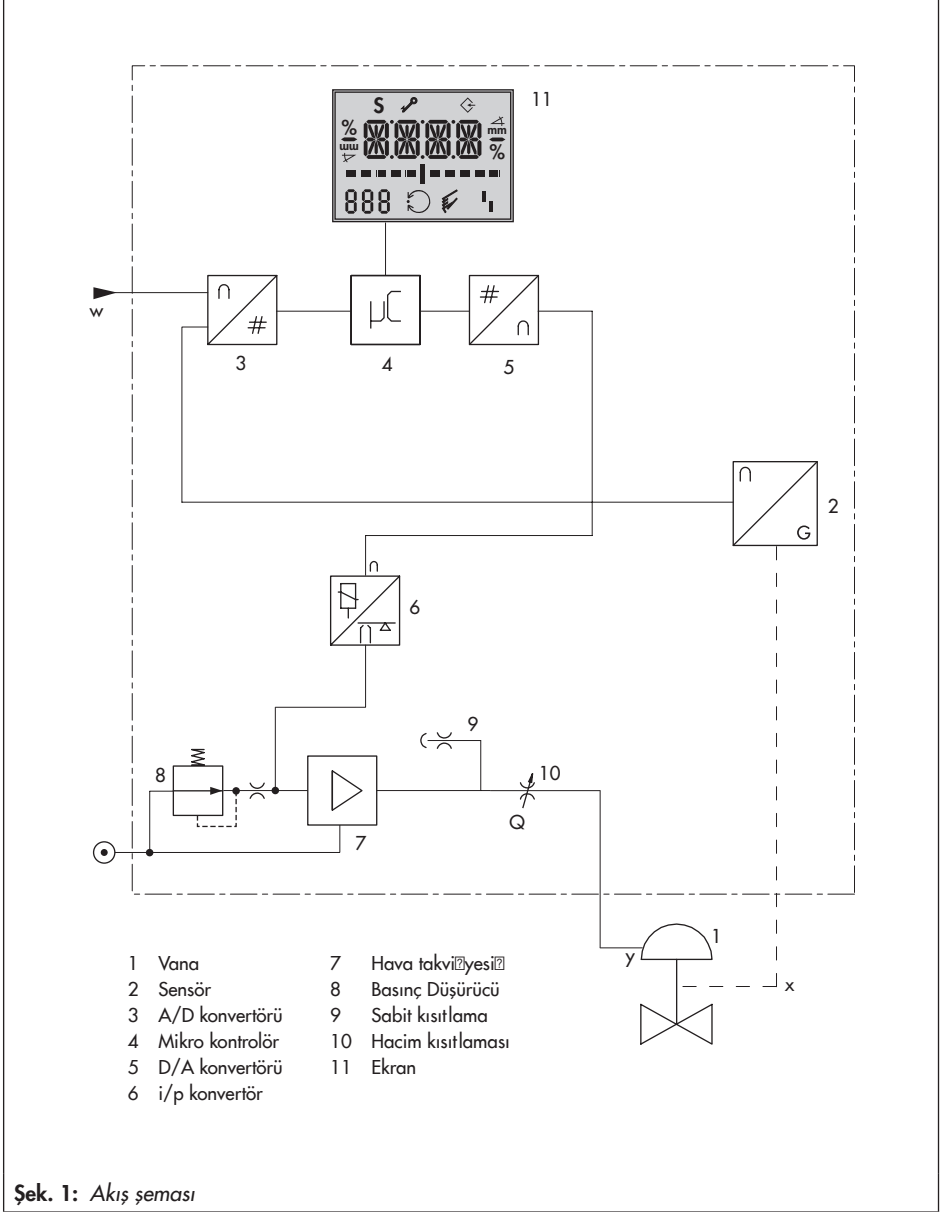 11
S
%
mm
mm
%
888
w
3
4
5
µC
#
#
2
G
6
9
8
10
Q
7
1
y
x
1 Vana
2 Sensör
3 A/D konvertörü
4 Mikro kontrolör
5 D/A konvertörü
6 i/p konvertör
7 Hava
8 Basınç Düşürücü
9 Sabit kısıtlama
10 Hacim kısıtlaması
11 Ekran
Şek. 1: Akış şeması